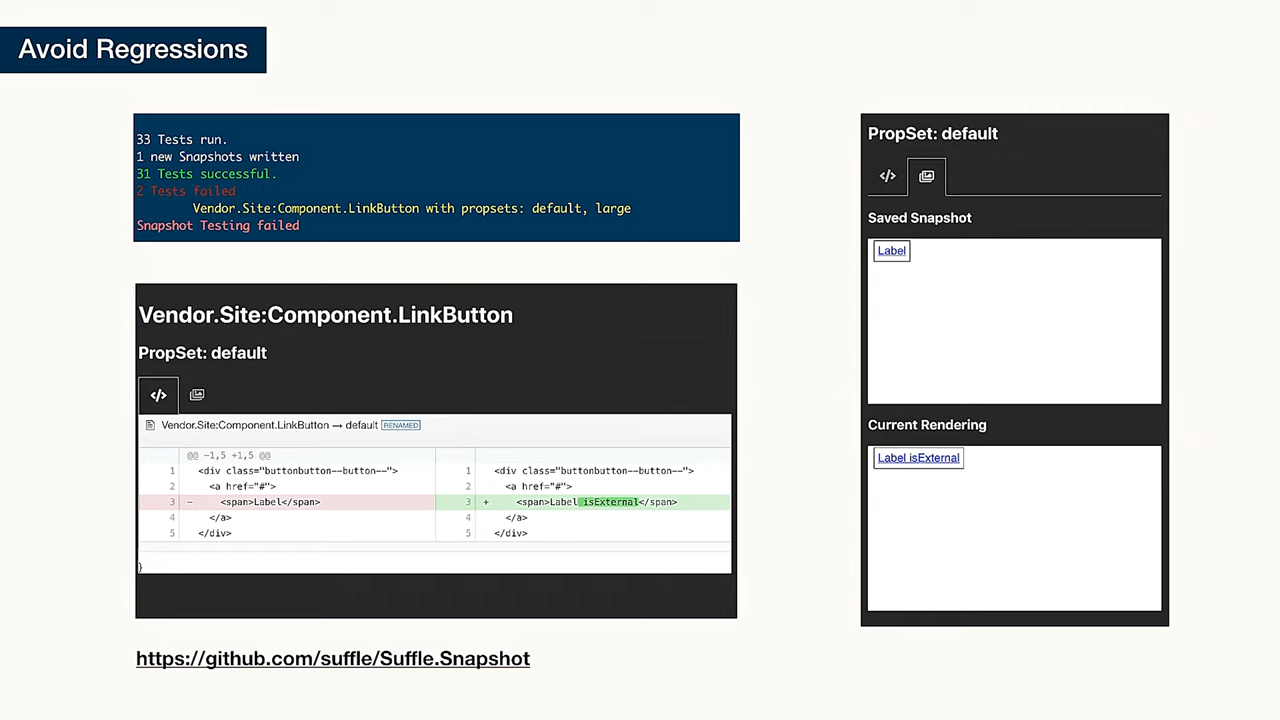 Avoid Regressions
33 Tests run.
1 new Snapshots written
31 Tests successful.
2 Tests failed
Vendor.Site:Component.LinkButton with propsets: default, large
Snapshot Testing failed
Vendor.Site:Component.LinkButton
PropSet: default
</>
Vendor.Site:Component.LinkButton → default RENAMED
@@ -1,5 +1,5 @@
1 <div class="buttonbutton--button--"> 1 <div class="buttonbutton--button--">
2 <a href="#"> 2 <a href="#">
3 - <span>Label</span> 3 + <span>Label isExternal</span>
4 </a> 4 </a>
5 </div> 5 </div>
}
https://github.com/suffle/Suffle.Snapshot
PropSet: default
</>
Saved Snapshot
Label
Current Rendering
Label isExternal